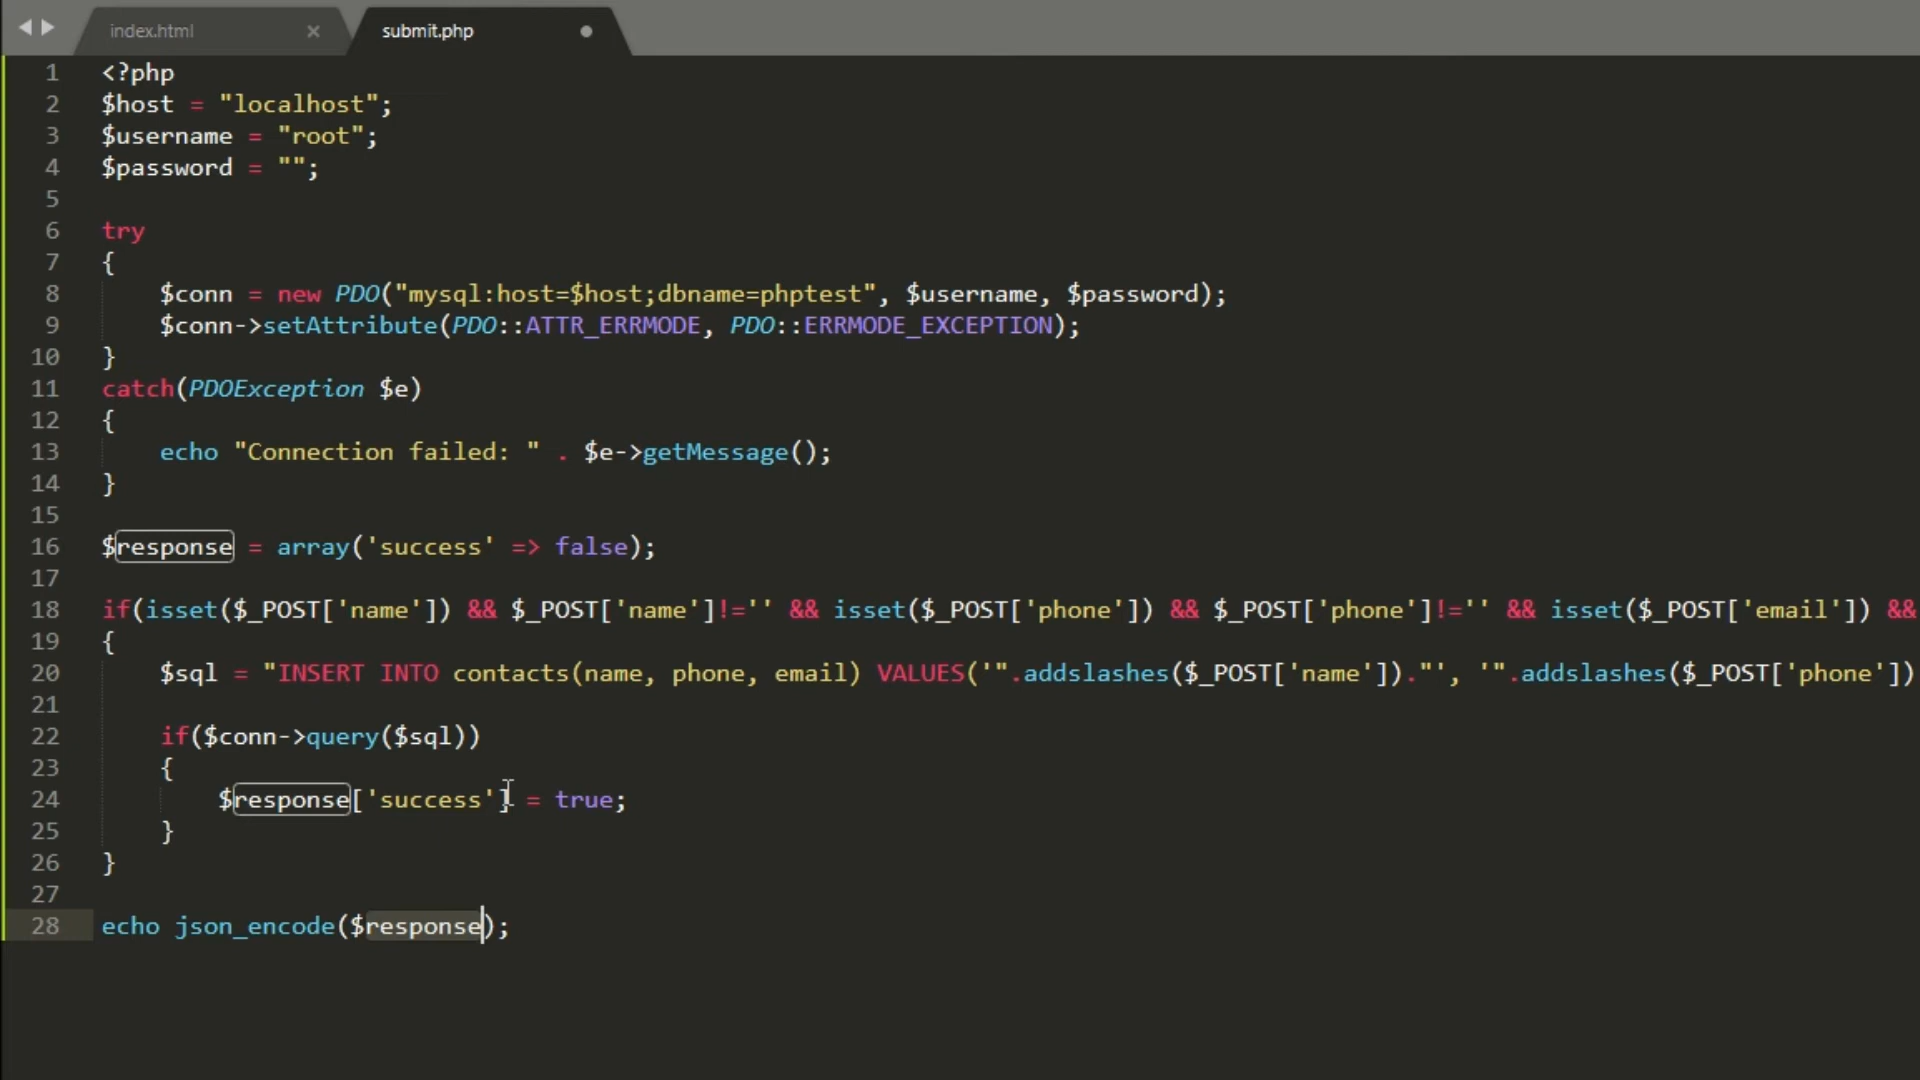 index.html
submit.php
1 <?php
2 $host = "localhost";
3 $username = "root";
4 $password = "";
5
6 try
7 {
8 $conn = new PDO("mysql:host=$host;dbname=phptest", $username, $password);
9 $conn->setAttribute(PDO::ATTR_ERRMODE, PDO::ERRMODE_EXCEPTION);
10 }
11 catch(PDOException $e)
12 {
13 echo "Connection failed: " . $e->getMessage();
14 }
15
16 $response = array('success' => false);
17
18 if(isset($_POST['name']) && $_POST['name']!='' && isset($_POST['phone']) && $_POST['phone']!='' && isset($_POST['email']) &&
19 {
20 $sql = "INSERT INTO contacts(name, phone, email) VALUES('".addslashes($_POST['name'])."', '".addslashes($_POST['phone'])
21
22 if($conn->query($sql))
23 {
24 $response['success'] = true;
25 }
26 }
27
28 echo json_encode($response);